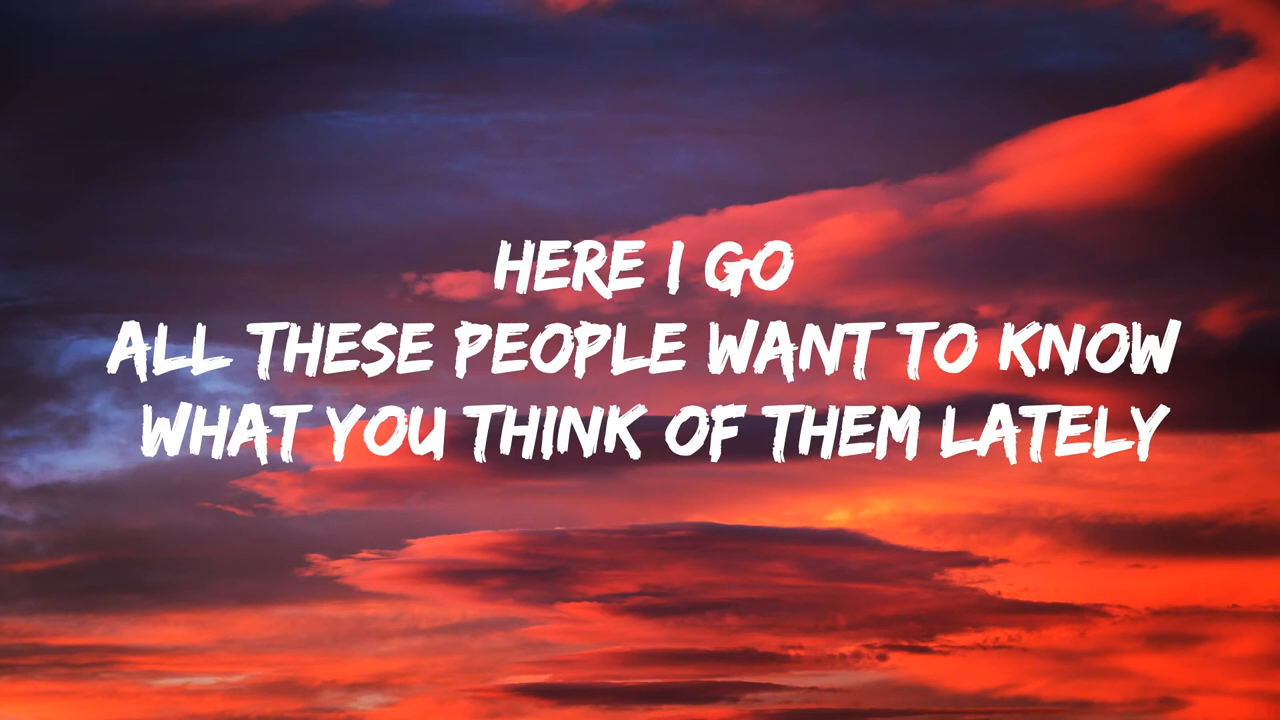 HERE I GO
ALL THESE PEOPLE WANT TO KNOW
WHAT YOU THINK OF THEM LATELY